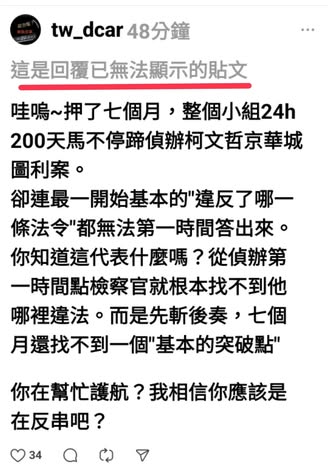 tw_dcar 48分鐘
這是回覆已無法顯示的貼文
哇嗚~押了七個月，整個小組24h
200天馬不停蹄偵辦柯文哲京華城
圖利案。
卻連最一開始基本的"違反了哪一
條法令"都無法第一時間答出來。
你知道這代表什麼嗎？從偵辦第
一時間點檢察官就根本找不到他
哪裡違法。而是先斬後奏，七個
月還找不到一個"基本的突破點"
你在幫忙護航？我相信你應該是
在反串吧？
34